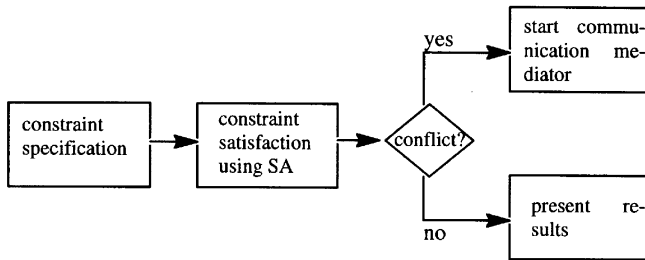 constraint
specification
constraint
satisfaction
using SA
conflict?
yes
start commu-
nication me-
diator
no
present re-
sults